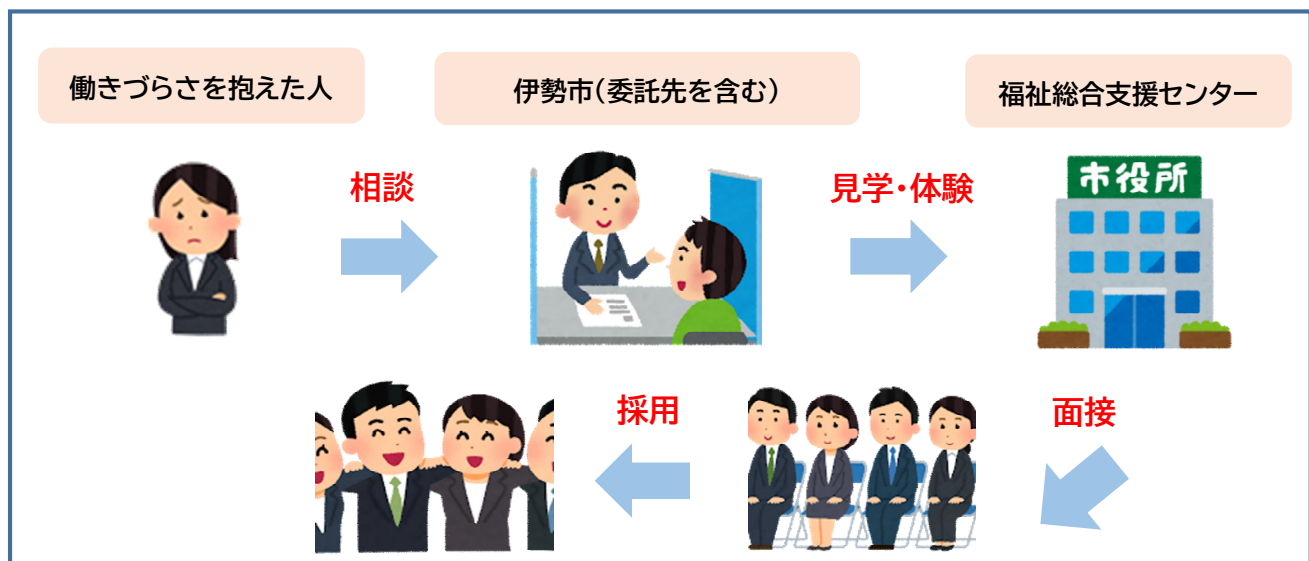 働きづらさを抱えた人
伊勢市(委託先を含む)
福祉総合支援センター
相談
見学・体験
市役所
採用
面接